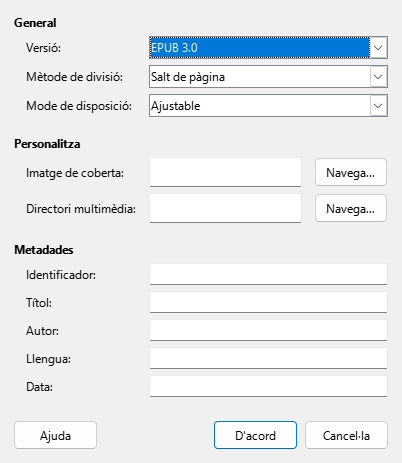 General
Versió: EPUB 3.0
Mètode de divisió: Salt de pàgina
Mode de disposició: Ajustable
Personalitza
Imatge de coberta: Navega...
Directori multimèdia: Navega...
Metadades
Identificador:
Títol:
Autor:
Llengua:
Data:
Ajuda D'acord Cancel·la